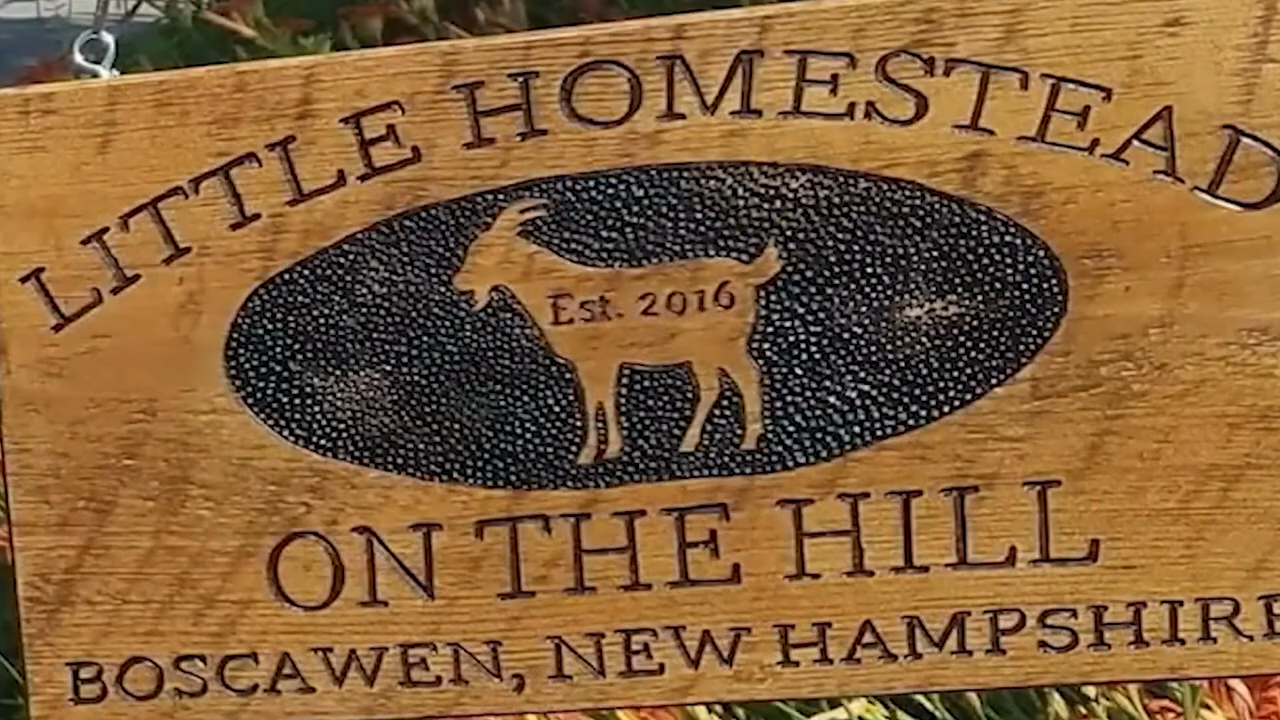 LITTLE HOMESTEAD
Est. 2016
ON THE HILL
BOSCAWEN, NEW HAMPSHIRE